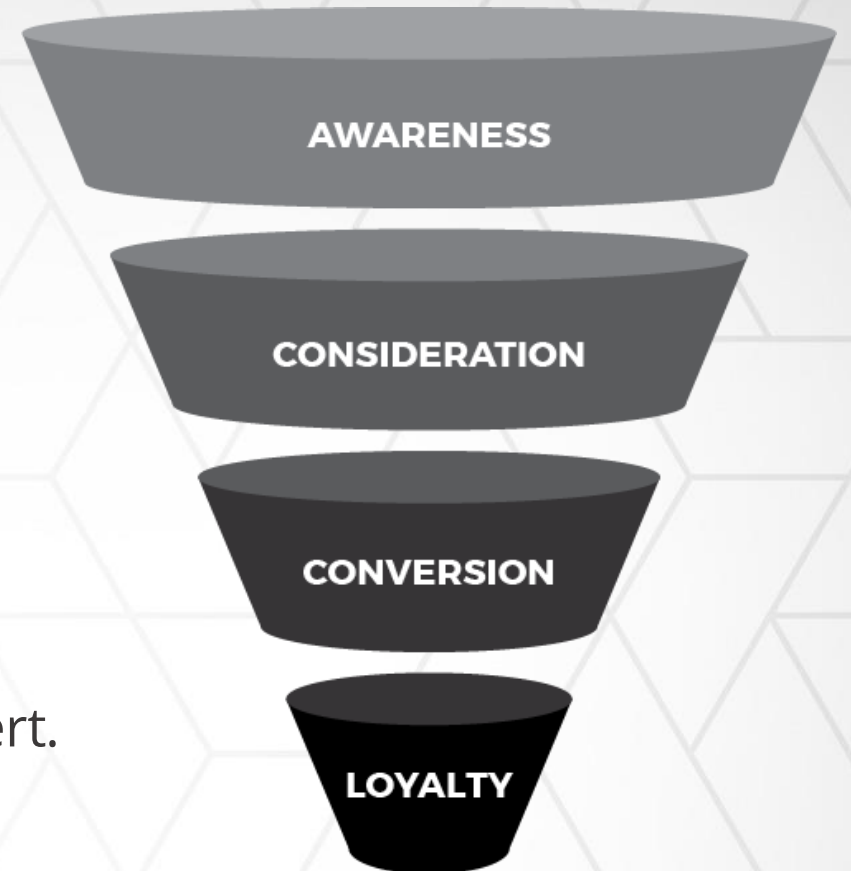 AWARENESS
CONSIDERATION
CONVERSION
ert.
LOYALTY